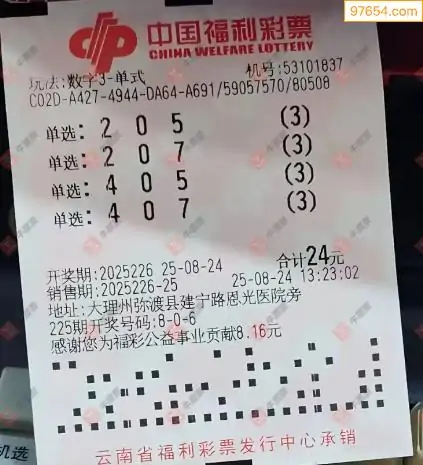 97654.com
中国福利彩票
CHINA WELFARE LOTTERY
玩法:数字3-单式 机号:53101837
C02D-A427-4944-DA64-A691/59057570/80508
单选: 2 0 5 (3)
单选: 2 0 7 (3)
单选: 4 0 5 (3)
单选: 4 0 7 (3)
合计24元
开奖期:2025226 25-08-24
销售期:2025226-25 25-08-24 13:23:02
地址:大理州弥渡县建宁路恩光医院旁
225期开奖号码:8-0-6
感谢您为福彩公益事业贡献8.16元
云南省福利彩票发行中心承销
机选